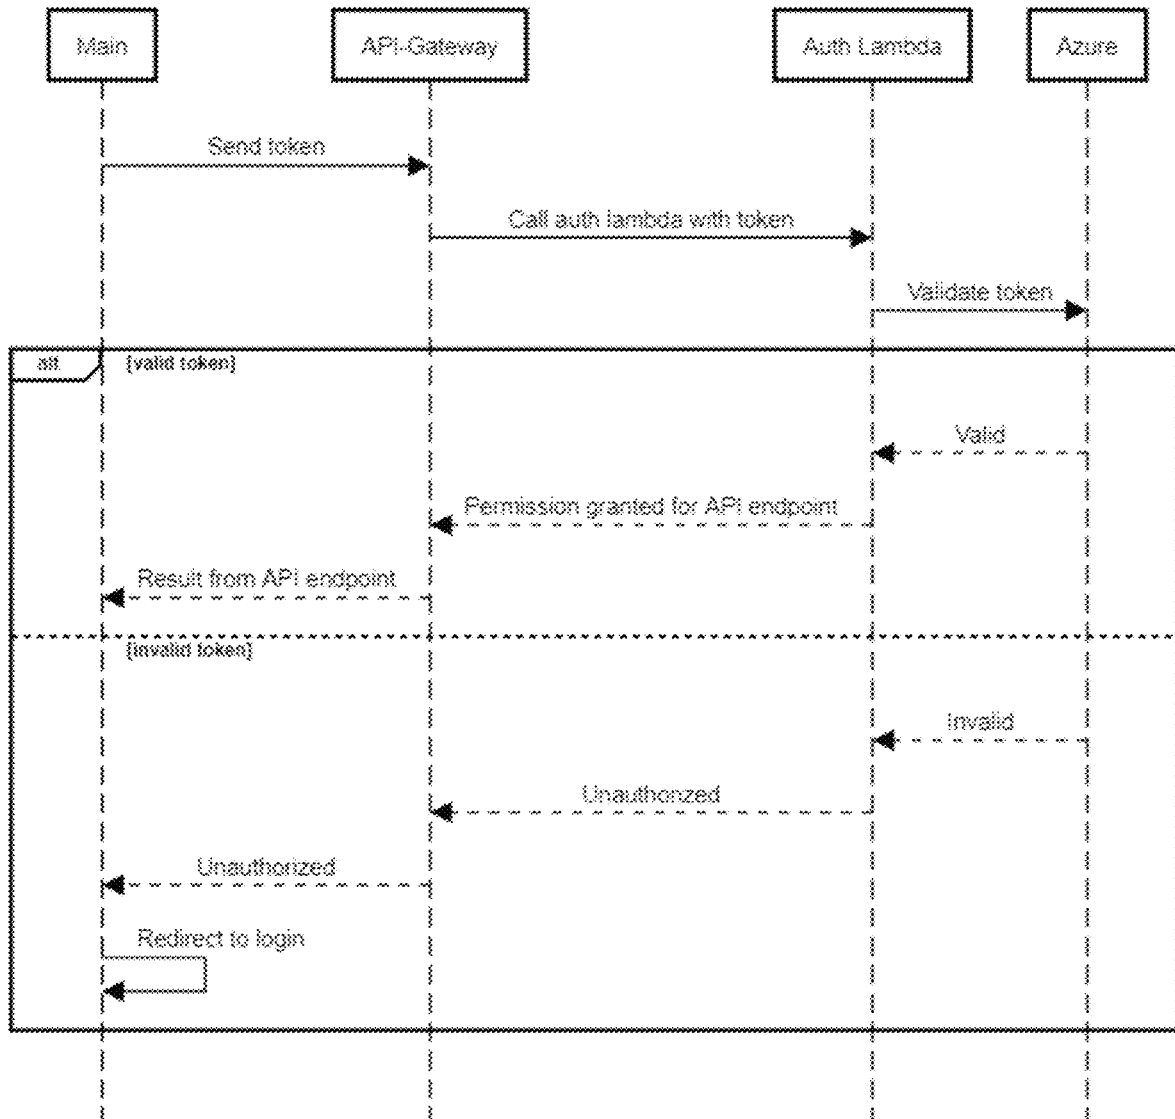 Main
API-Gateway
Auth Lambda
Azure
Send token
Call auth lambda with token
Validate token
alt
[valid token]
Valid
Permission granted for API endpoint
Result from API endpoint
[invalid token]
Invalid
Unauthorized
Unauthorized
Redirect to login